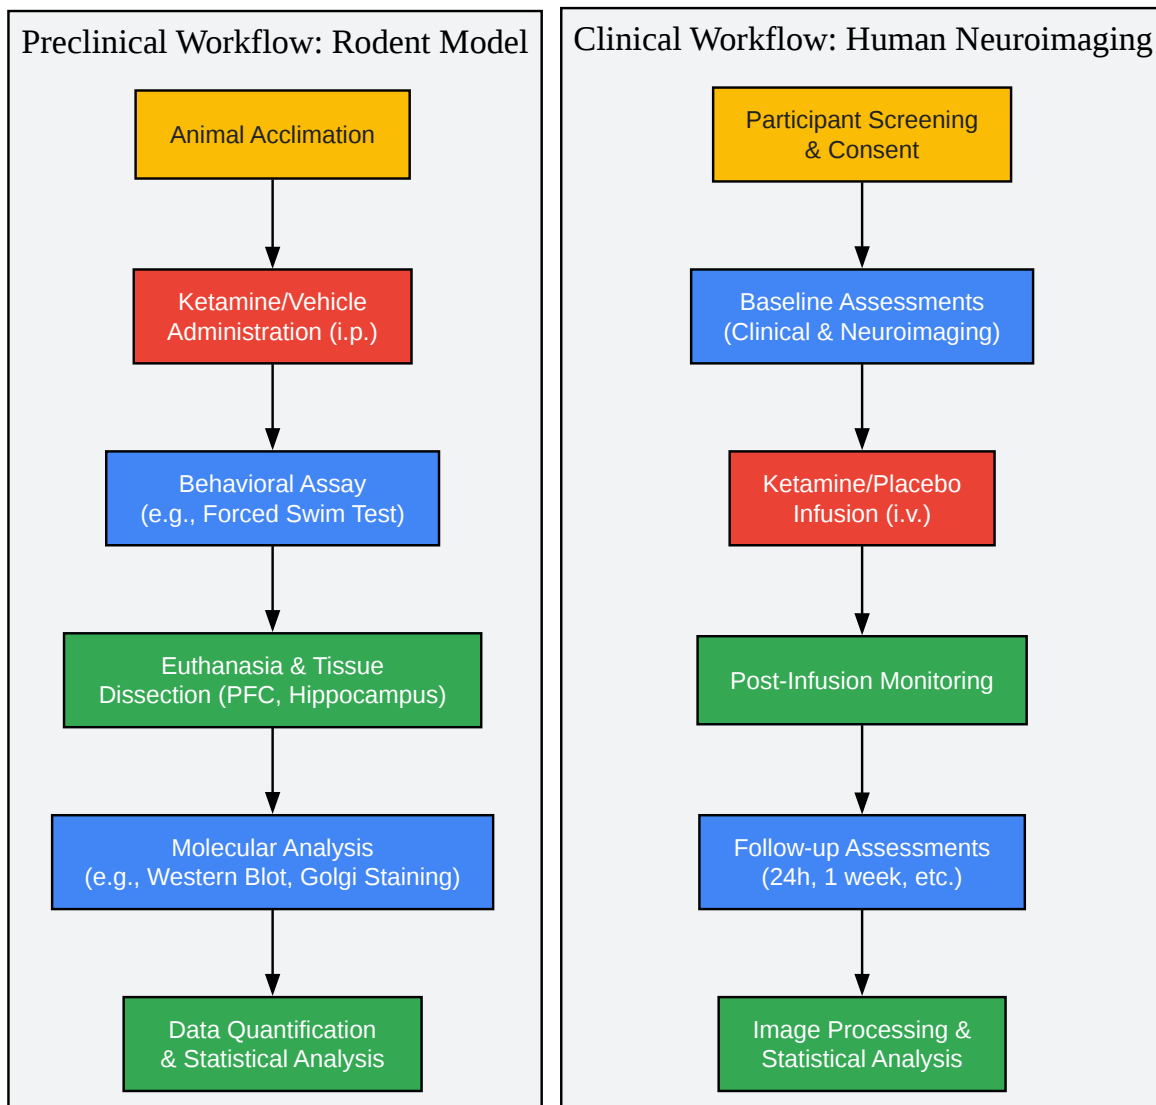 Preclinical Workflow: Rodent Model
Animal Acclimation
Ketamine/Vehicle
Administration (i.p.)
Behavioral Assay
(e.g., Forced Swim Test)
Euthanasia & Tissue
Dissection (PFC, Hippocampus)
Molecular Analysis
(e.g., Western Blot, Golgi Staining)
Data Quantification
& Statistical Analysis
Clinical Workflow: Human Neuroimaging
Participant Screening
& Consent
Baseline Assessments
(Clinical & Neuroimaging)
Ketamine/Placebo
Infusion (i.v.)
Post-Infusion Monitoring
Follow-up Assessments
(24h, 1 week, etc.)
Image Processing &
Statistical Analysis